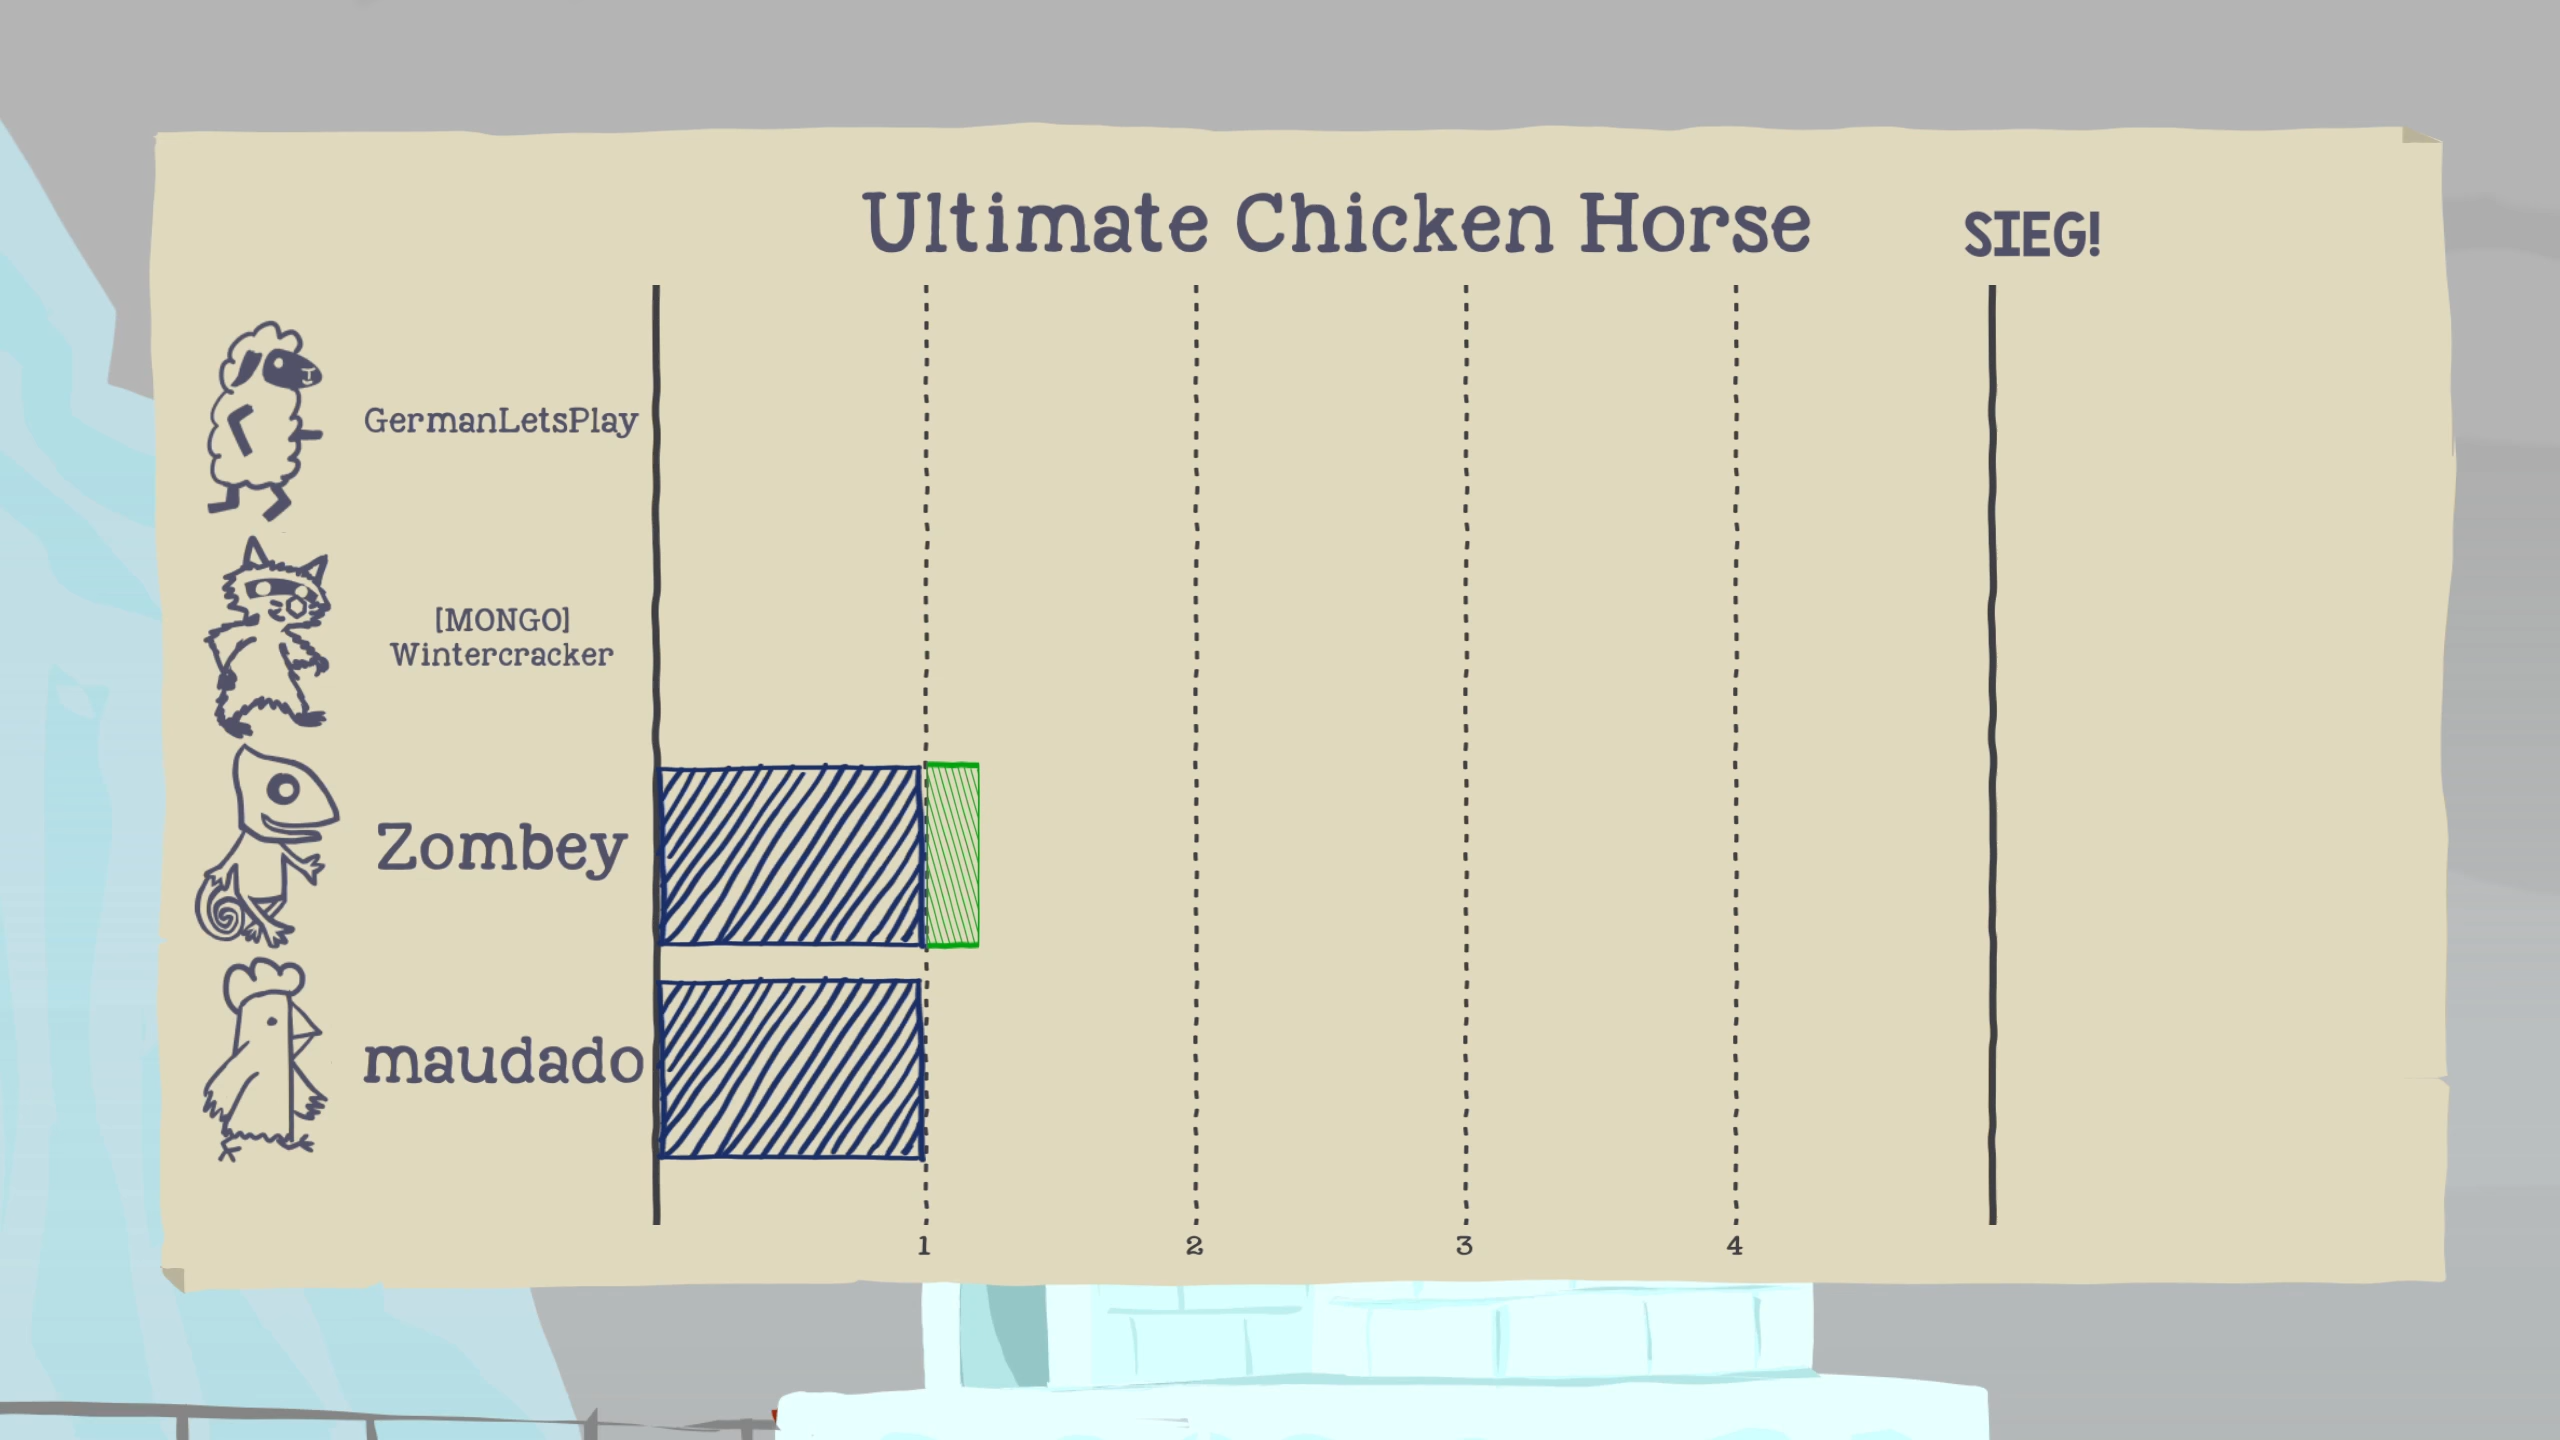 Ultimate Chicken Horse
SIEG!
GermanLetsPlay
[MONGO]
Wintercracker
Zombey
maudado
1 2 3 4